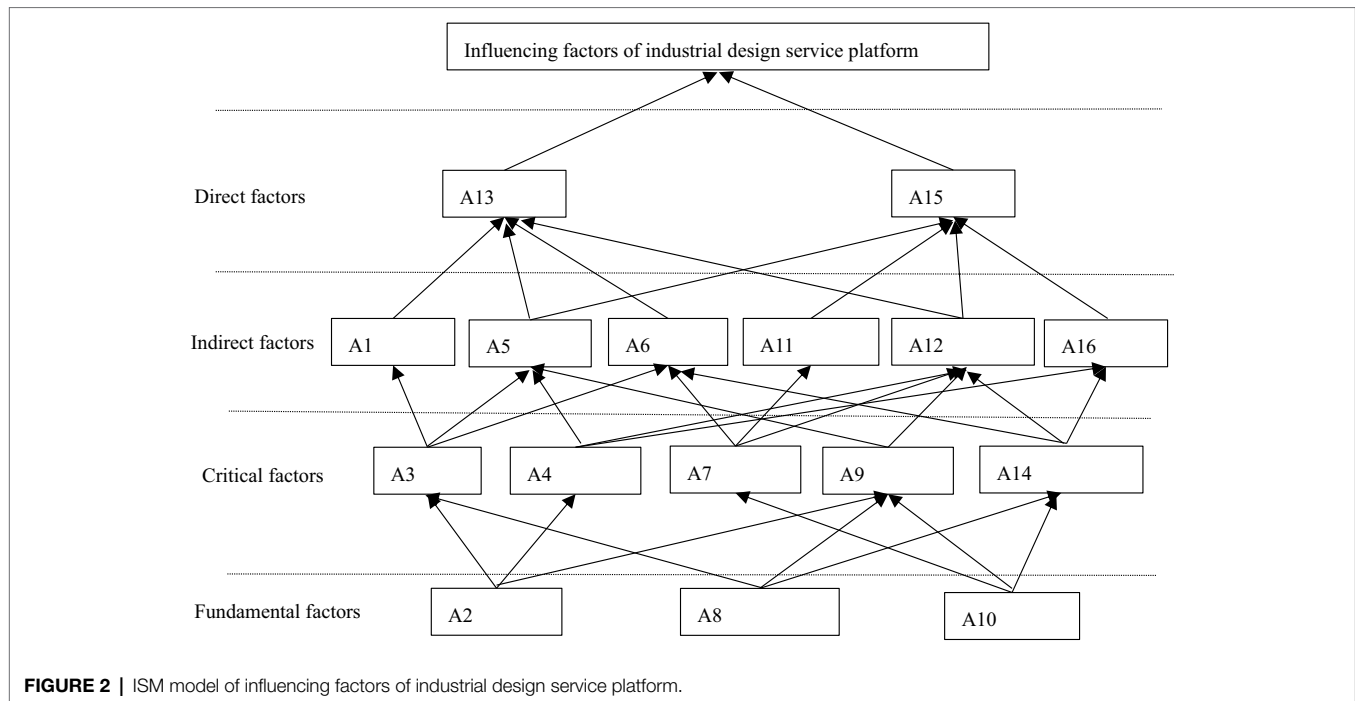 Influencing factors of industrial design service platform
Direct factors
A13
A15
Indirect factors
A1
A5
A6
A11
A12
A16
Critical factors
A3
A4
A7
A9
A14
Fundamental factors
A2
A8
A10
FIGURE 2 | ISM model of influencing factors of industrial design service platform.